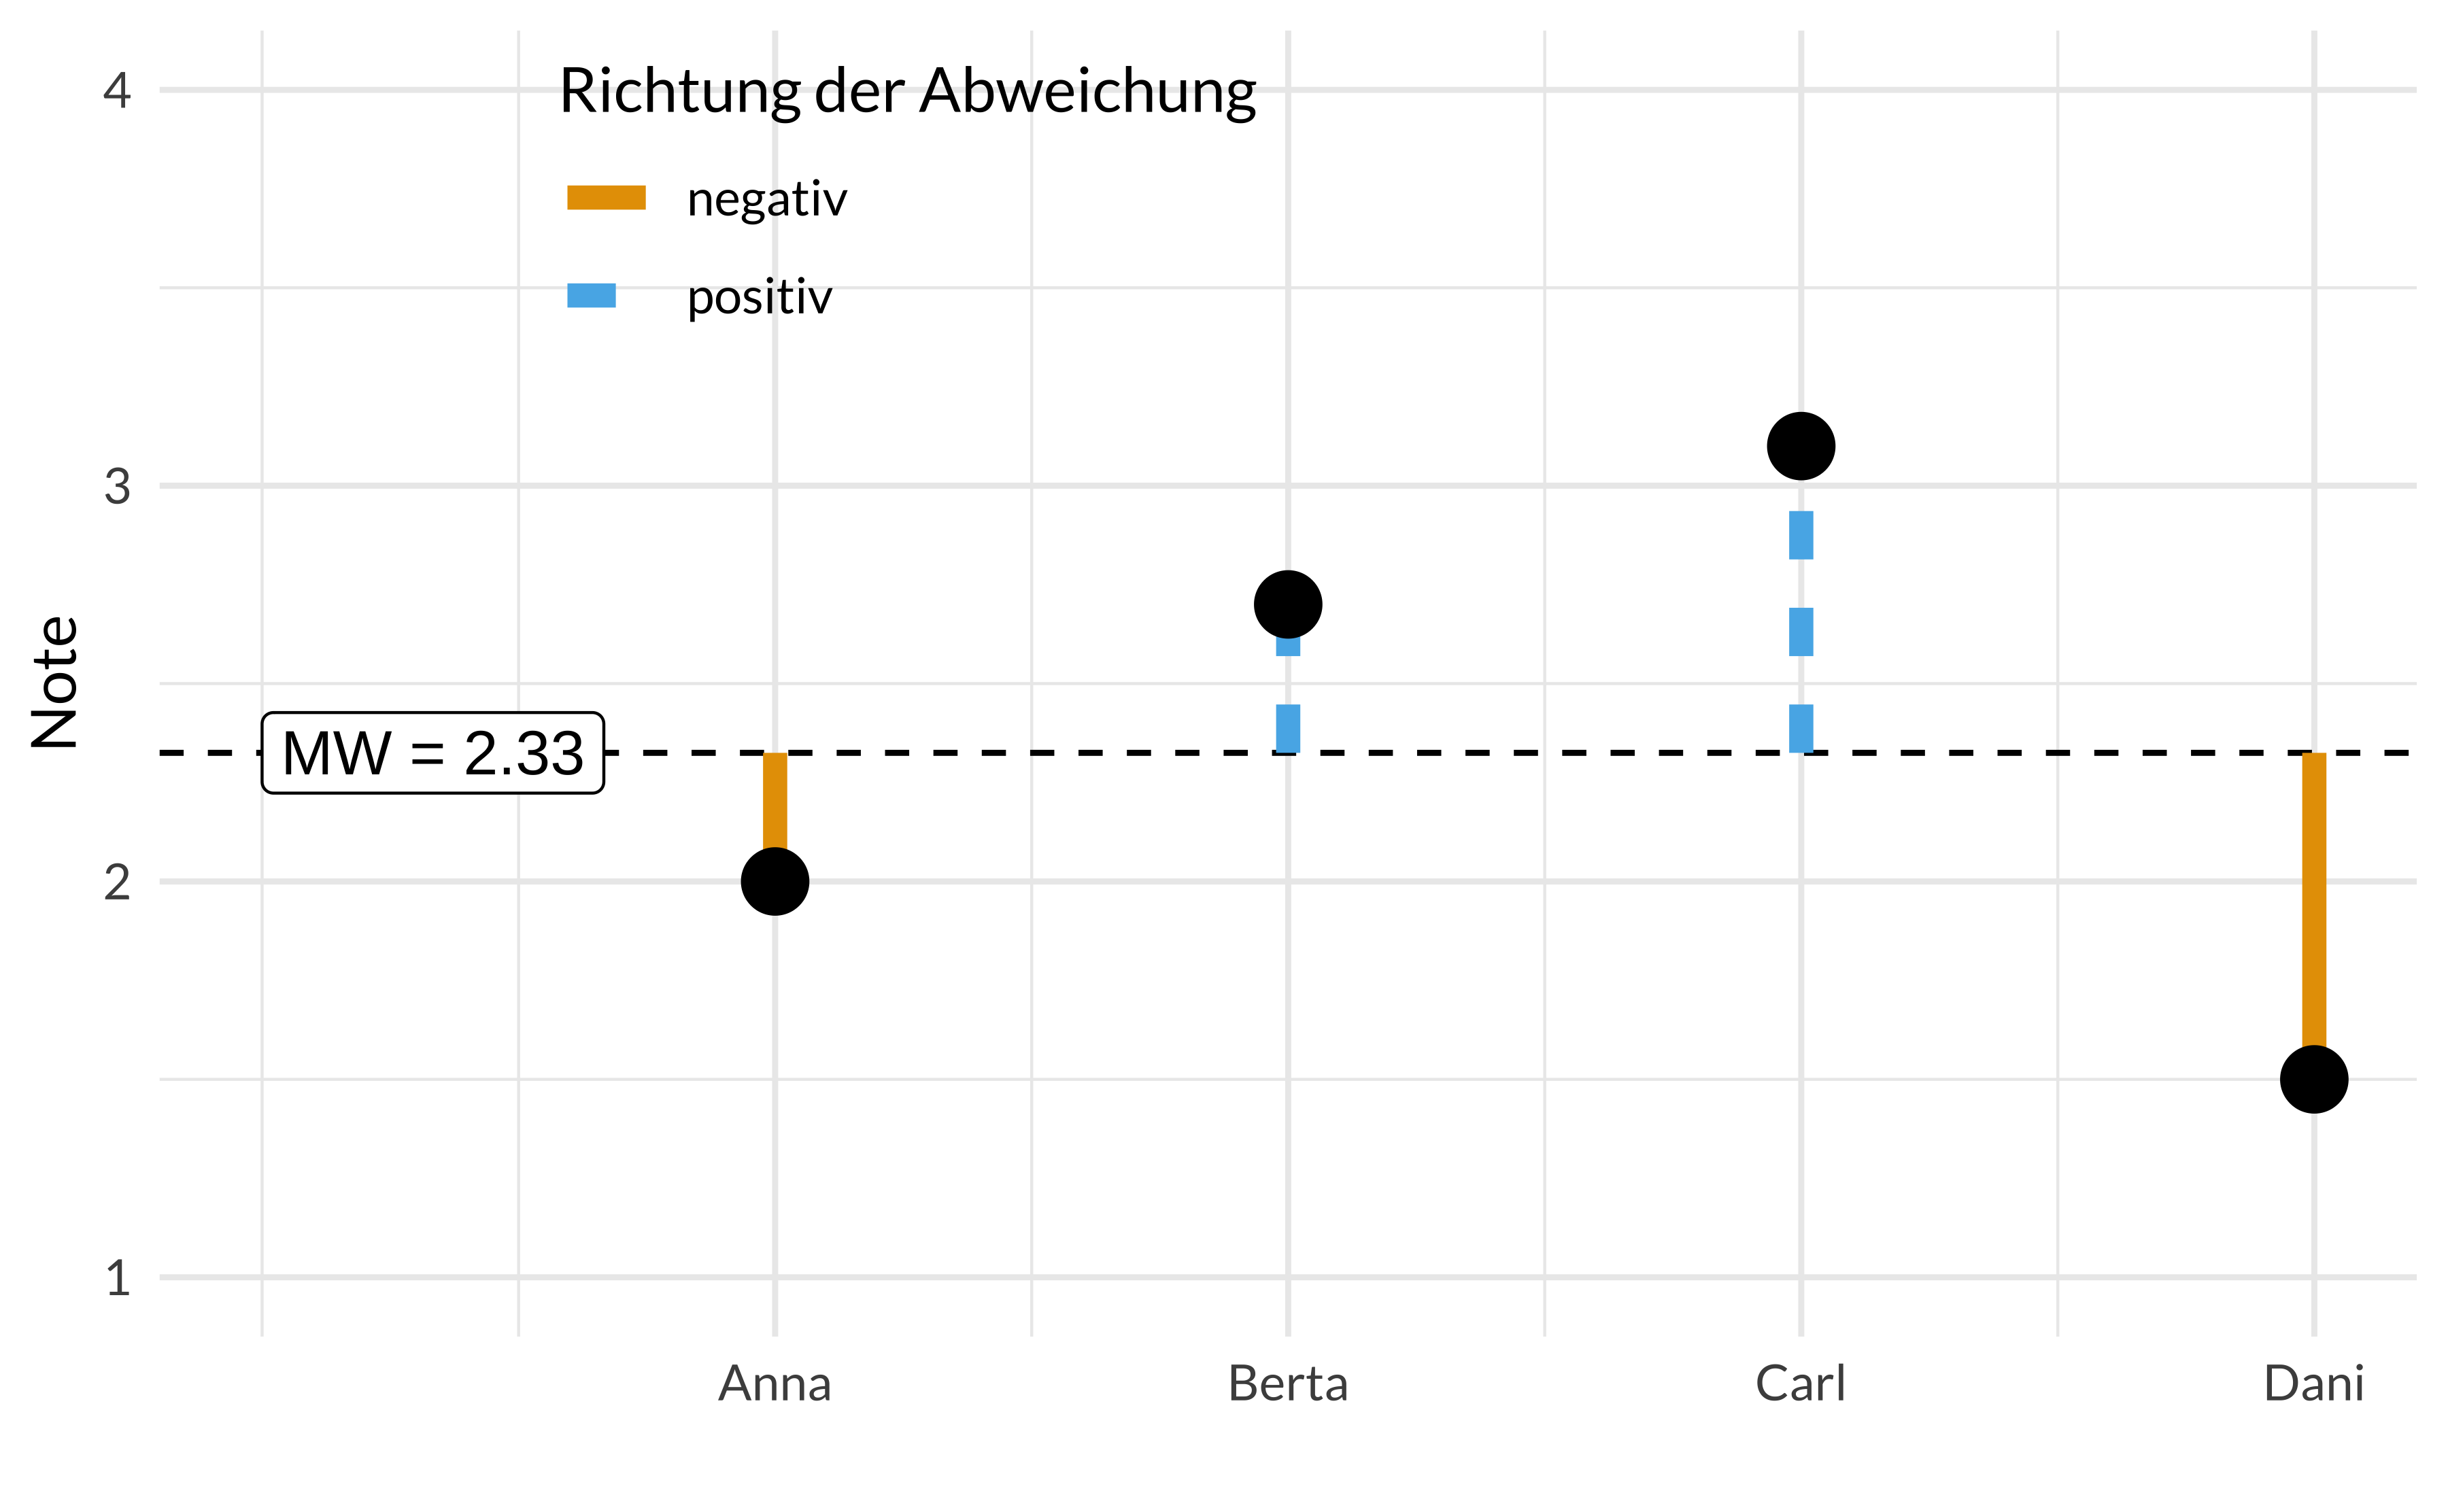 Richtung der Abweichung
negativ
positiv
4
3
2
1
Note
MW = 2.33
Anna
Berta
Carl
Dani